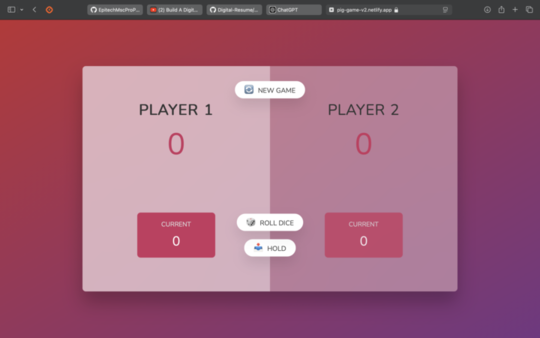 EpitechMscProP...
(2) Build A Digit...
Digital-Resume/...
ChatGPT
pig-game-v2.netlify.app
NEW GAME
PLAYER 1
PLAYER 2
0
0
CURRENT
0
CURRENT
0
ROLL DICE
HOLD